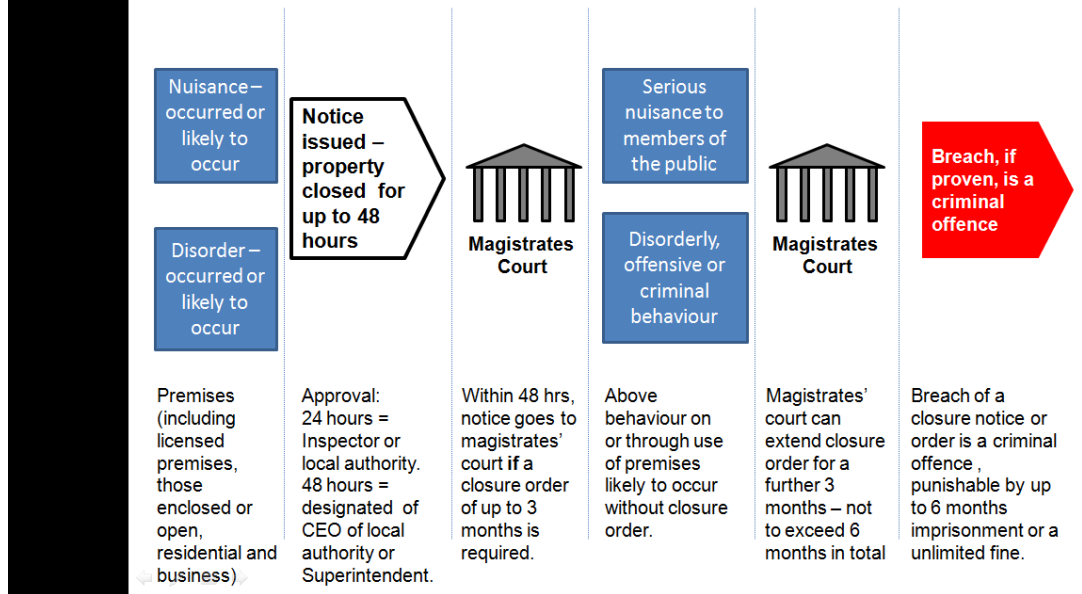 Nuisance –
occurred or
likely to
occur
Disorder –
occurred or
likely to
occur
Premises
(including
licensed
premises,
those
enclosed or
open,
residential and
business)
Notice
issued –
property
closed for
up to 48
hours
Approval:
24 hours =
Inspector or
local authority.
48 hours =
designated of
CEO of local
authority or
Superintendent.
Magistrates
Court
Within 48 hrs,
notice goes to
magistrates’
court if a
closure order
of up to 3
months is
required.
Serious
nuisance to
members of
the public
Disorderly,
offensive or
criminal
behaviour
Above
behaviour on
or through use
of premises
likely to occur
without closure
order.
Magistrates
Court
Magistrates’
court can
extend closure
order for a
further 3
months – not
to exceed 6
months in total
Breach, if
proven, is a
criminal
offence
Breach of a
closure notice or
order is a criminal
offence ,
punishable by up
to 6 months
imprisonment or a
unlimited fine.